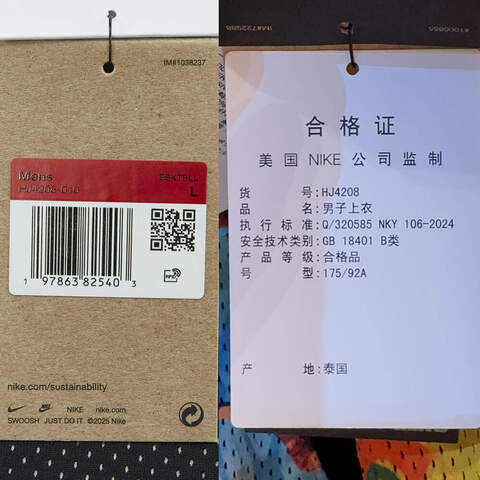 IM#1038237
Mens
BSKTBLL
HJ4208-010
L
1 97863 82540 3
nike.com/sustainability
NIKE nike.com
SWOOSH JUST DO IT. ©2025 Nike
合格证
美国 NIKE 公司监制
货号:HJ4208
品名:男子上衣
执行标准:Q/320585 NKY 106-2024
安全技术类别:GB 18401 B类
产品等级:合格品
号型:175/92A
产地:泰国